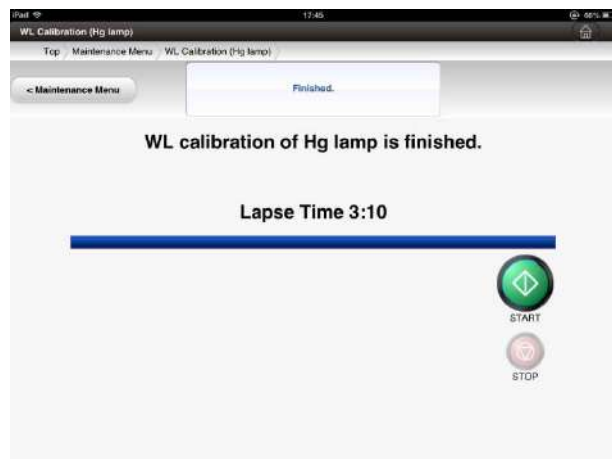 iPad 17:45 66%
WL Calibration (Hg lamp)
Top Maintenance Menu WL Calibration (Hg lamp)
< Maintenance Menu
Finished.
WL calibration of Hg lamp is finished.
Lapse Time 3:10
START
STOP